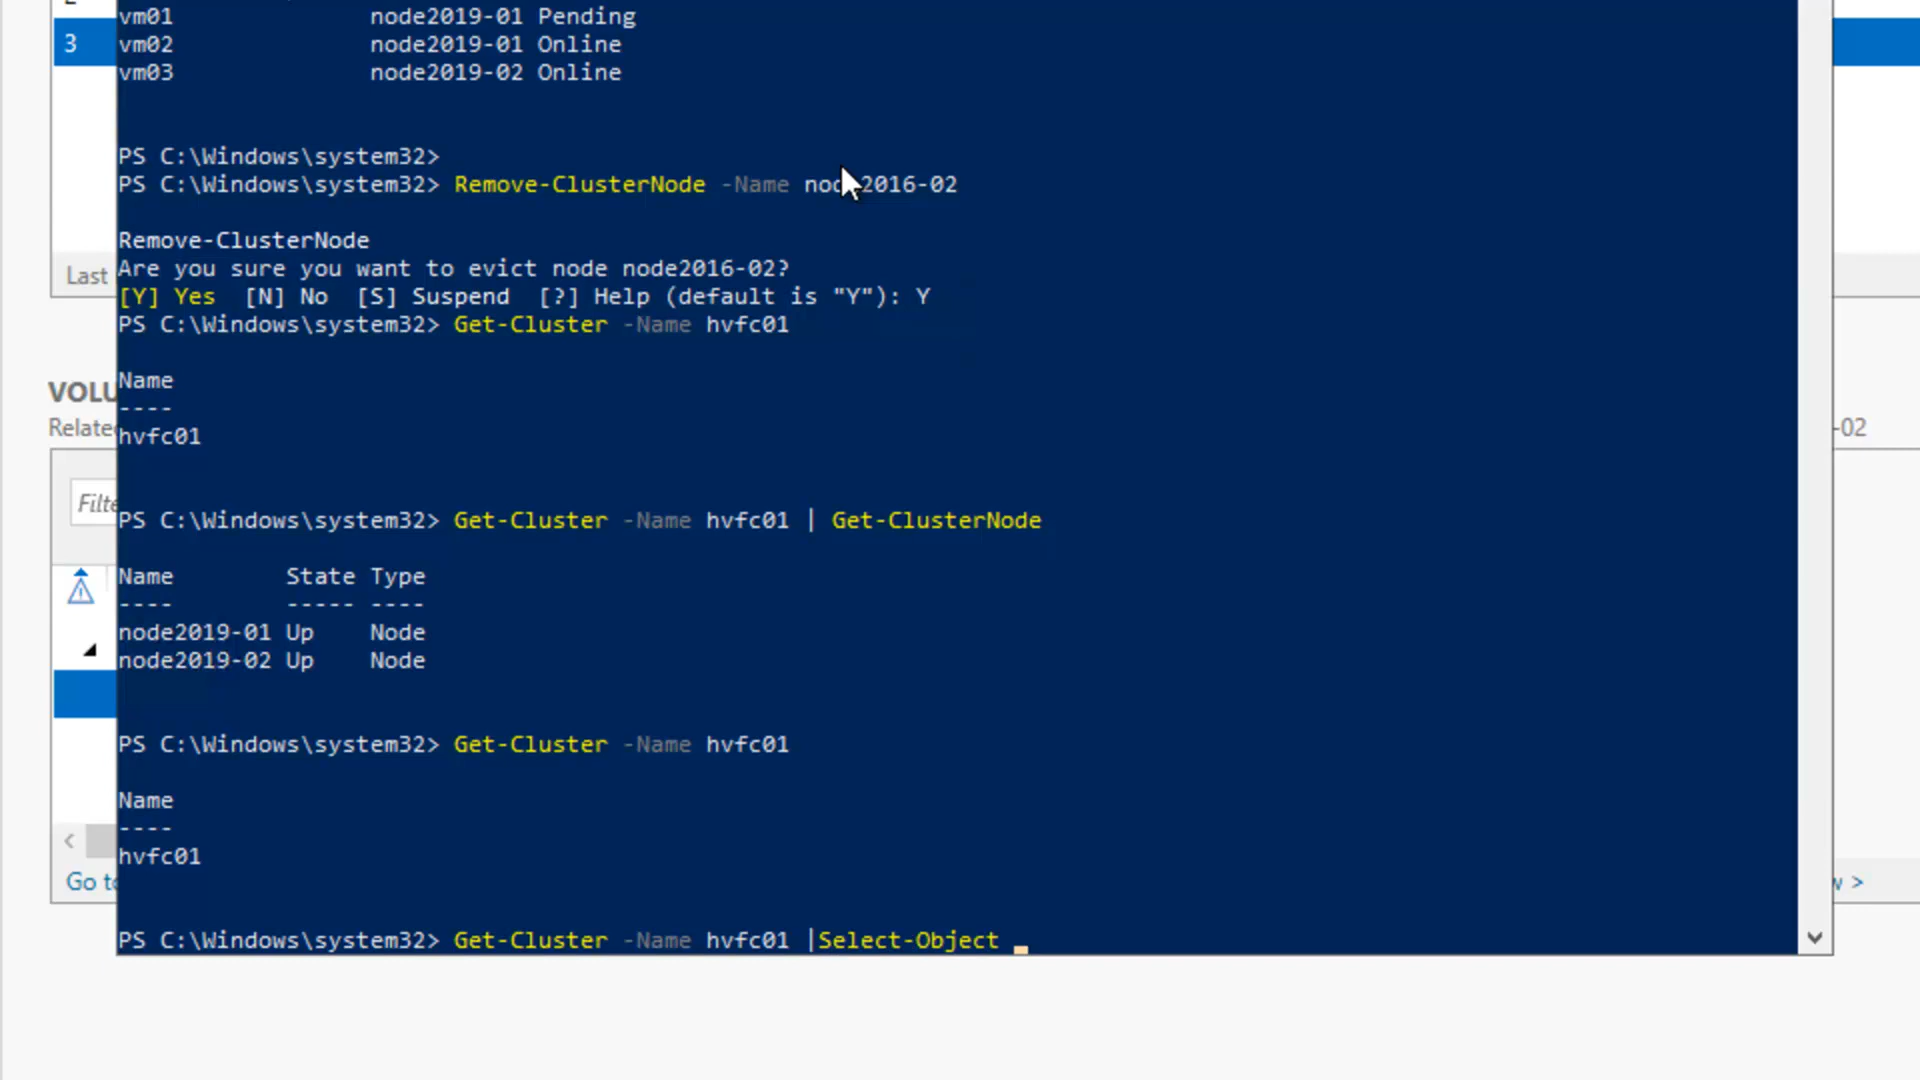 vm01 node2019-01 Pending
3 vm02 node2019-01 Online
vm03 node2019-02 Online
PS C:\Windows\system32>
PS C:\Windows\system32> Remove-ClusterNode -Name node2016-02
Remove-ClusterNode
Last
Are you sure you want to evict node node2016-02?
[Y] Yes [N] No [S] Suspend [?] Help (default is "Y"): Y
PS C:\Windows\system32> Get-Cluster -Name hvfc01
Name
VOLU
----
Relate
-02
hvfc01
Filte
PS C:\Windows\system32> Get-Cluster -Name hvfc01 | Get-ClusterNode
Name State Type
---- ----- ----
node2019-01 Up Node
node2019-02 Up Node
PS C:\Windows\system32> Get-Cluster -Name hvfc01
Name
----
hvfc01
Go to
w >
PS C:\Windows\system32> Get-Cluster -Name hvfc01 |Select-Object